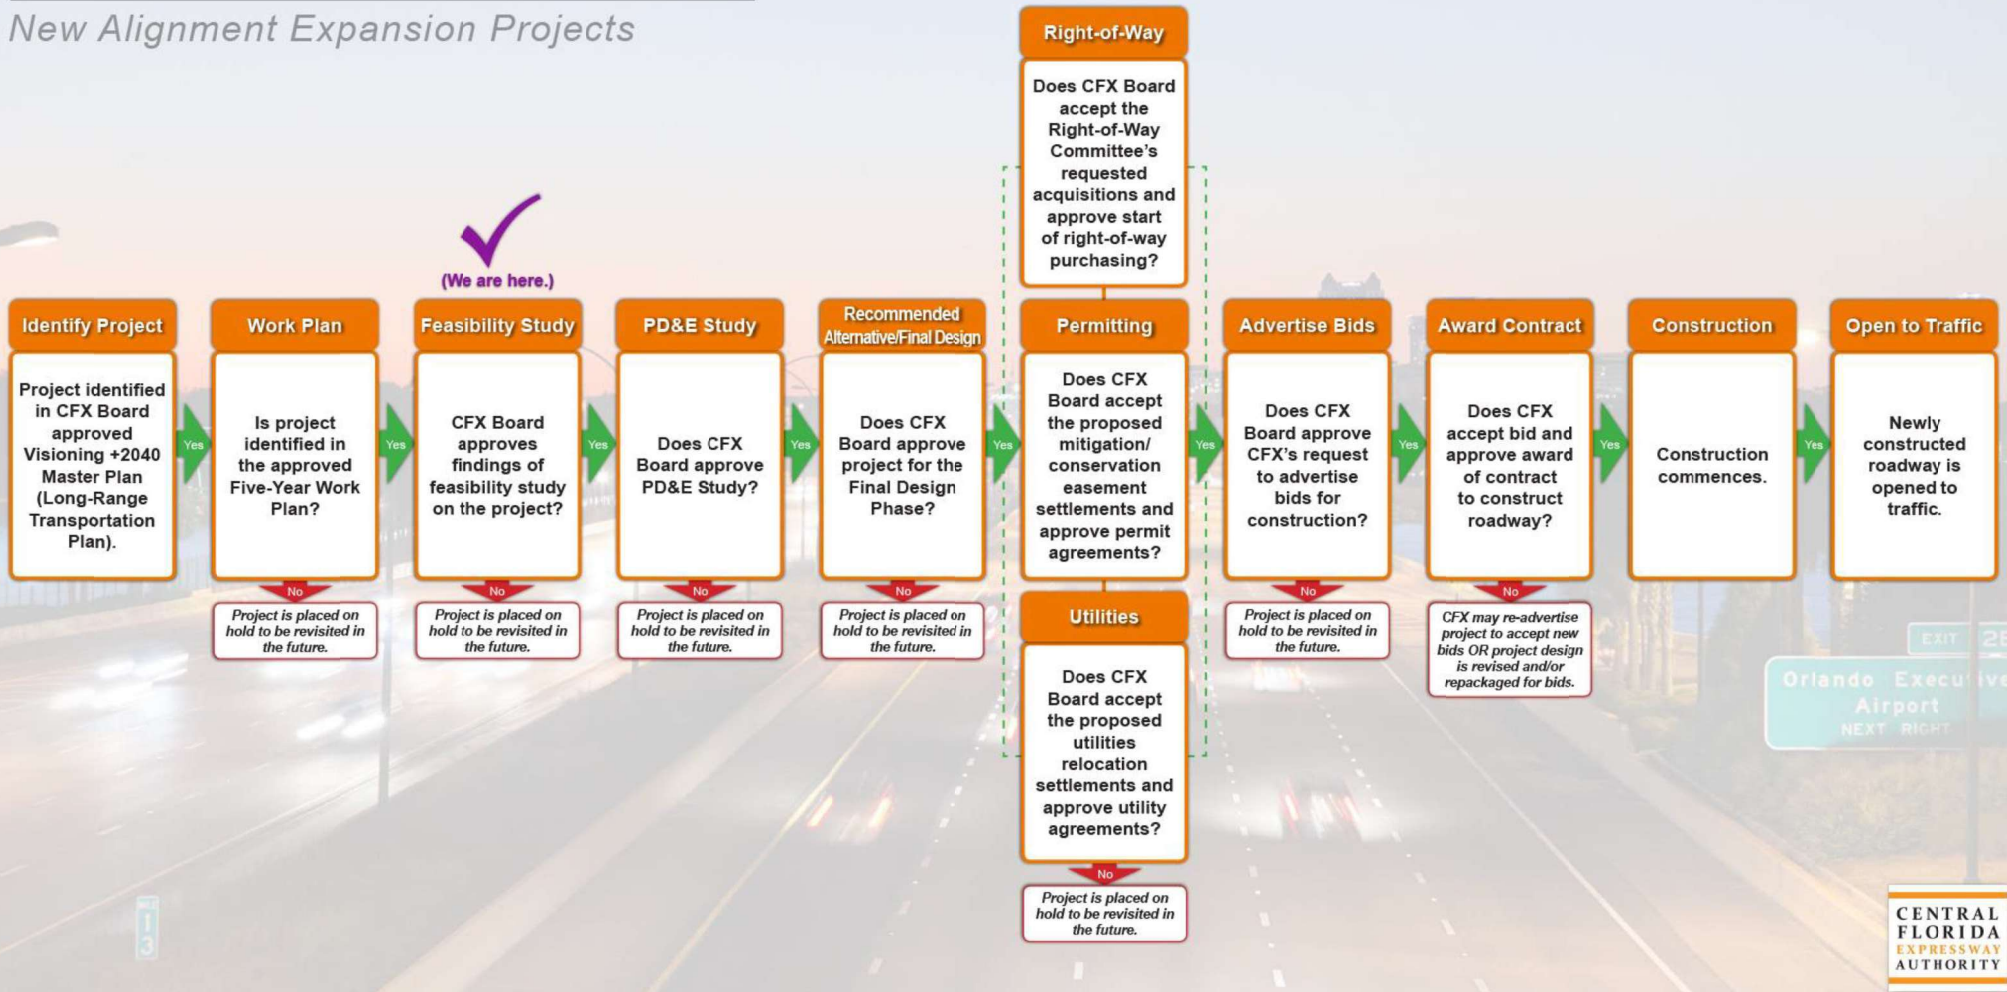 New Alignment Expansion Projects
Right-of-Way
Does CFX Board
accept the
Right-of-Way
Committee's
requested
acquisitions and
approve start
of right-of-way
purchasing?
(We are here.)
Identify Project
Project identified
in CFX Board
approved
Visioning +2040
Master Plan
(Long-Range
Transportation
Plan).
Yes
Work Plan
Is project
identified in
the approved
Five-Year Work
Plan?
No
Project is placed on
hold to be revisited in
the future.
Yes
Feasibility Study
CFX Board
approves
findings of
feasibility study
on the project?
No
Project is placed on
hold to be revisited in
the future.
Yes
PD&E Study
Does CFX
Board approve
PD&E Study?
No
Project is placed on
hold to be revisited in
the future.
Yes
Recommended
Alternative/Final Design
Does CFX
Board approve
project for the
Final Design
Phase?
No
Project is placed on
hold to be revisited in
the future.
Yes
Permitting
Does CFX
Board accept
the proposed
mitigation/
conservation
easement
settlements and
approve permit
agreements?
Utilities
Does CFX
Board accept
the proposed
utilities
relocation
settlements and
approve utility
agreements?
No
Project is placed on
hold to be revisited in
the future.
Yes
Advertise Bids
Does CFX
Board approve
CFX's request
to advertise
bids for
construction?
No
Project is placed on
hold to be revisited in
the future.
Yes
Award Contract
Does CFX
accept bid and
approve award
of contract
to construct
roadway?
No
CFX may re-advertise
project to accept new
bids OR project design
is revised and/or
repackaged for bids.
Yes
Construction
Construction
commences.
Yes
Open to Traffic
Newly
constructed
roadway is
opened to
traffic.
EXIT
Orlando Executive
Airport
NEXT RIGHT
13
CENTRAL
FLORIDA
EXPRESSWAY
AUTHORITY